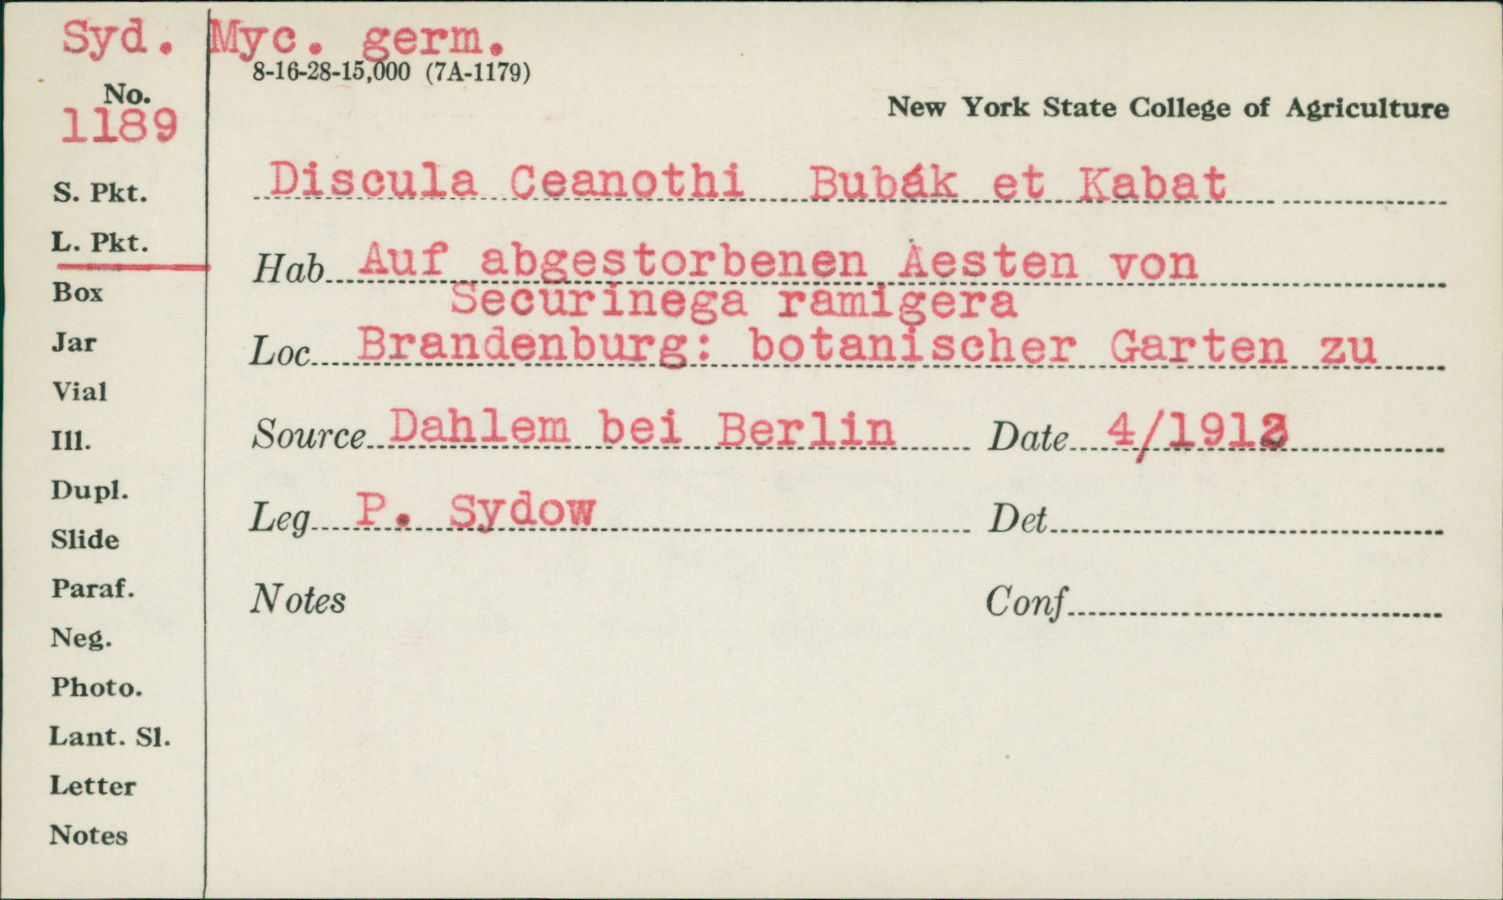 Syd. Myc. germ.
8-16-28-15,000 (7A-1179)
No.
1189
New York State College of Agriculture
S. Pkt.
Discula Ceanothi Bubák et Kabat
L. Pkt.
Hab Auf abgestorbenen Aesten von
Box
Securinega ramigera
Jar
Loc Brandenburg: botanischer Garten zu
Vial
Ill.
Source Dahlem bei Berlin Date 4/1912
Dupl.
Leg P. Sydow Det
Slide
Paraf.
Notes Conf
Neg.
Photo.
Lant. Sl.
Letter
Notes